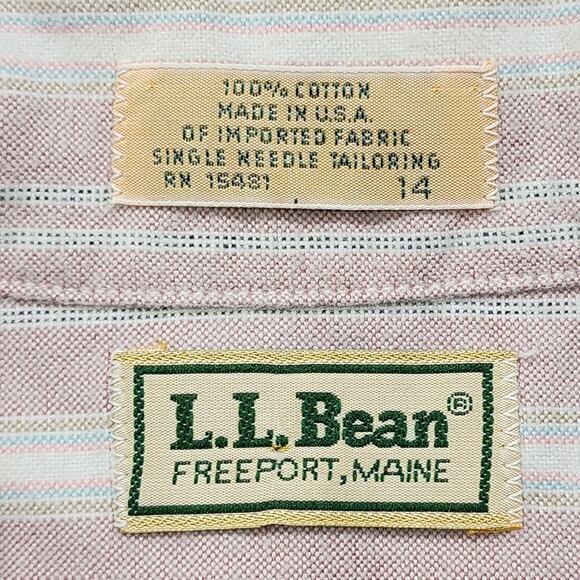 100% COTTON
MADE IN U.S.A.
OF IMPORTED FABRIC
SINGLE NEEDLE TAILORING
RN 15481 14
L.L.Bean®
FREEPORT, MAINE